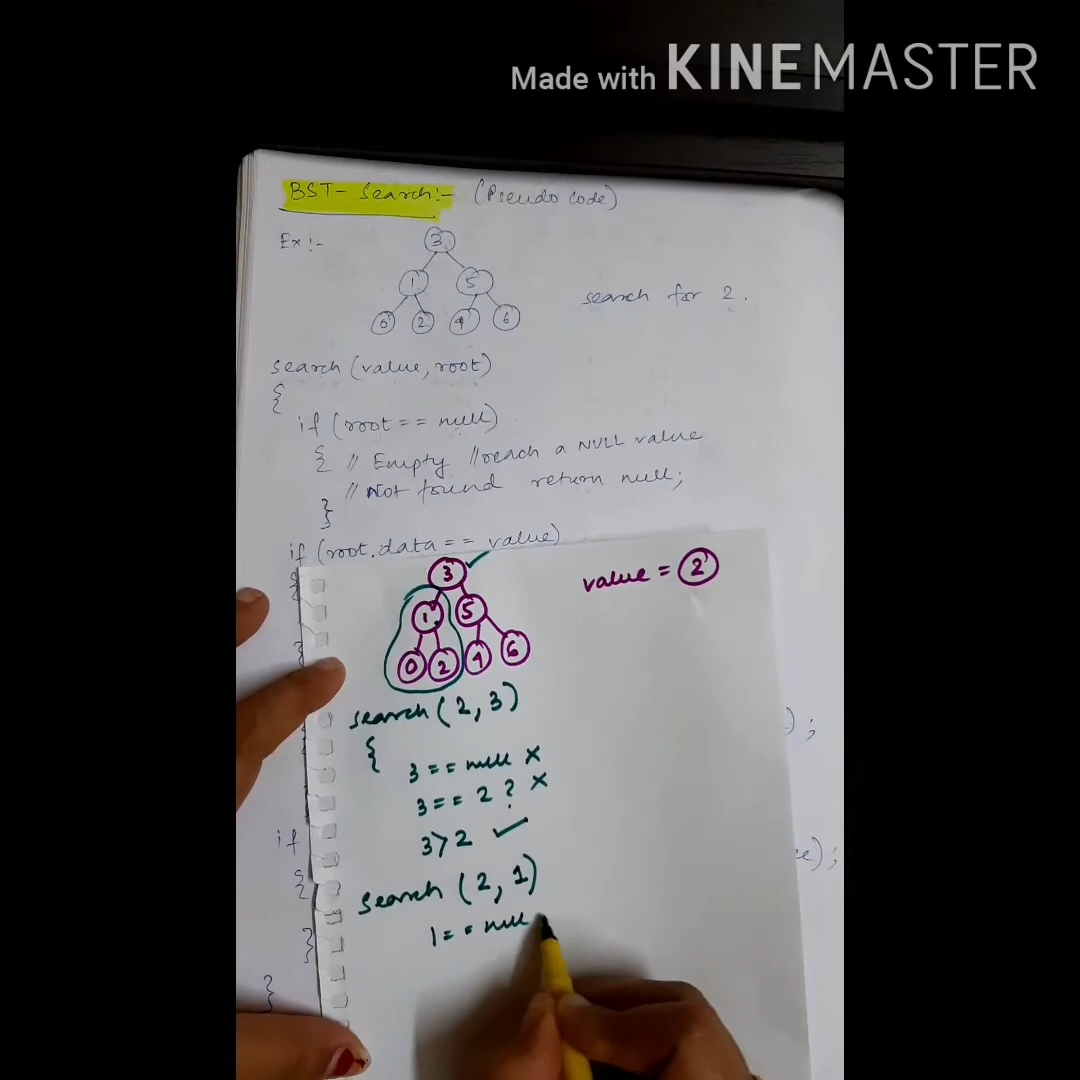 Made with KINEMASTER
BST- Search:- (Pseudo code)
Ex:-
3
1 5
0 2 4 6
search for 2.
search (value, root)
{
if (root == null)
{ // Empty //reach a NULL value
// Not found return null;
}
if (root.data == value)
{
3
value = 2
1 5
0 2 4 6
}
search (2, 3)
{
) ;
3 == null X
3 == 2 ? X
if
3 > 2 ✓
) ;
{
search (2, 1)
1 == null
}
}